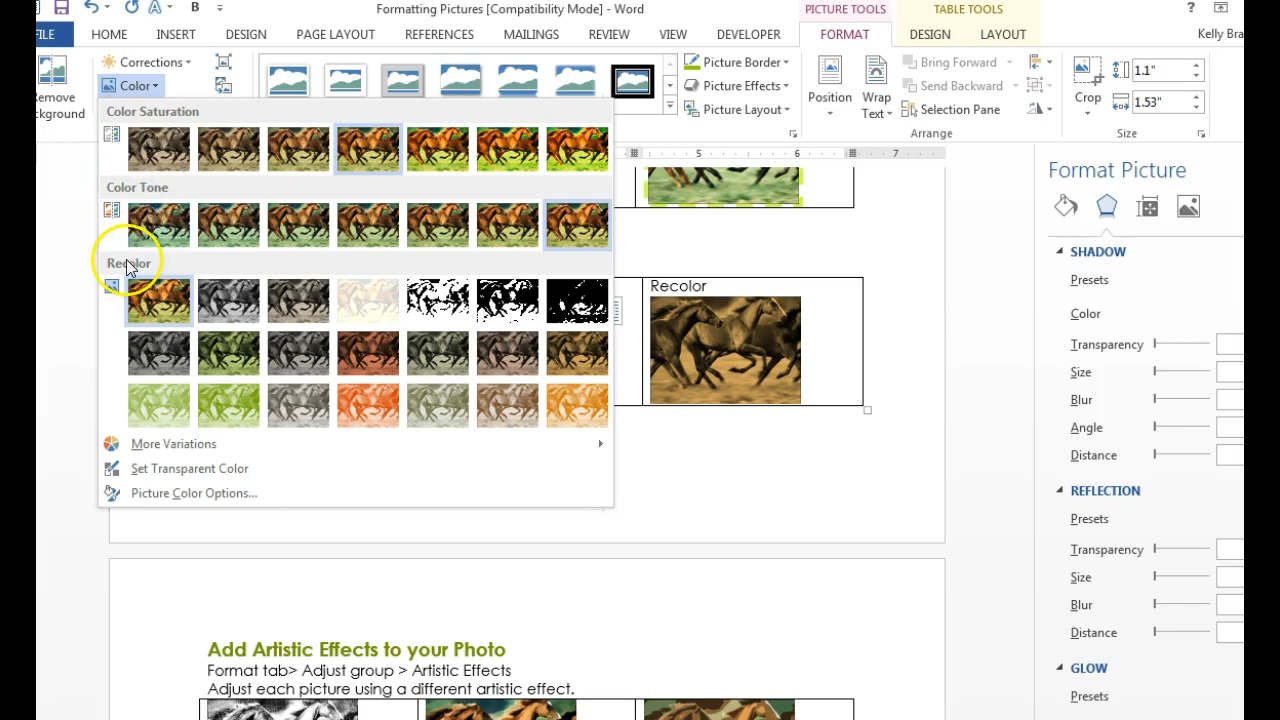 Formatting Pictures [Compatibility Mode] - Word
PICTURE TOOLS
TABLE TOOLS
?
FILE
HOME
INSERT
DESIGN
PAGE LAYOUT
REFERENCES
MAILINGS
REVIEW
VIEW
DEVELOPER
FORMAT
DESIGN
LAYOUT
Kelly Bra
Remove
Background
Corrections
Color
Picture Border
Picture Effects
Picture Layout
Position
Wrap
Text
Bring Forward
Send Backward
Selection Pane
Arrange
Crop
1.1"
1.53"
Size
Color Saturation
Color Tone
Recolor
More Variations
Set Transparent Color
Picture Color Options...
5
6
7
Recolor
Add Artistic Effects to your Photo
Format tab> Adjust group > Artistic Effects
Adjust each picture using a different artistic effect.
Format Picture
SHADOW
Presets
Color
Transparency
Size
Blur
Angle
Distance
REFLECTION
Presets
Transparency
Size
Blur
Distance
GLOW
Presets